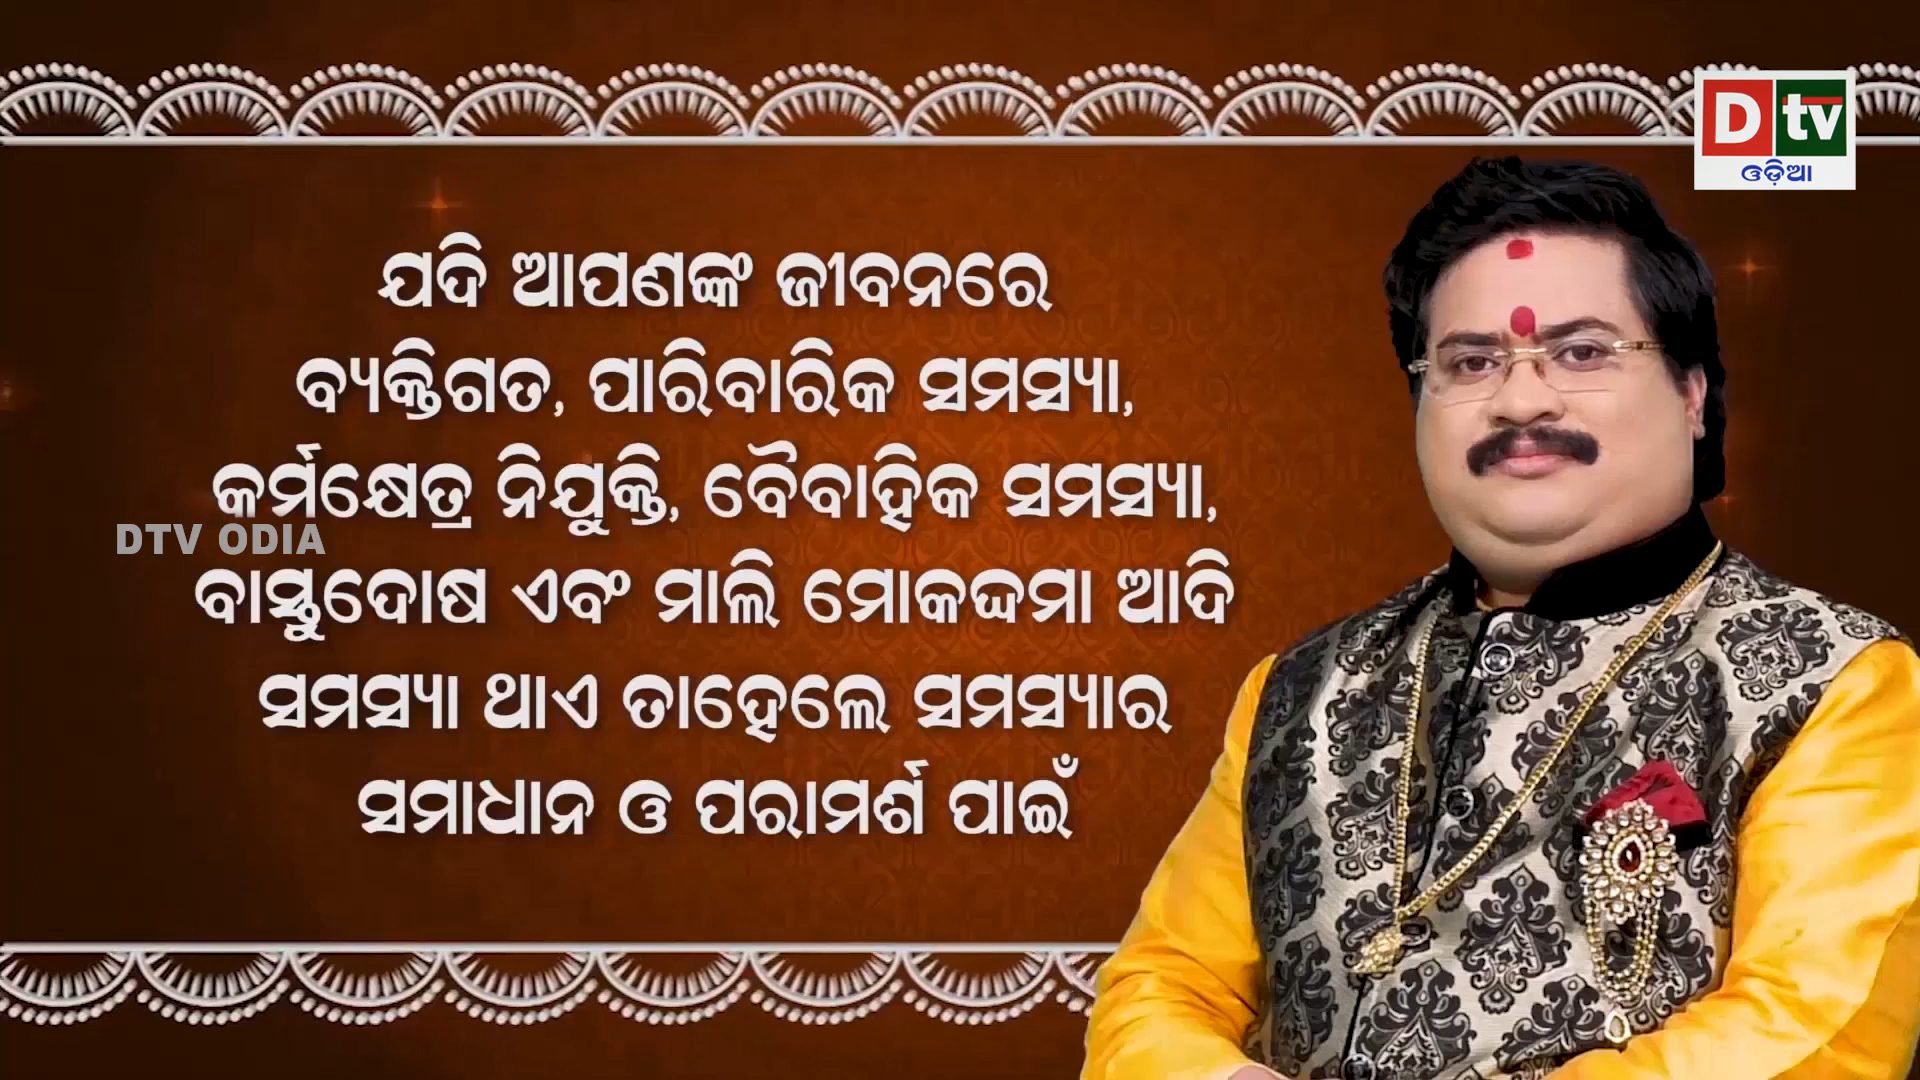 Dtv
ଓଡ଼ିଆ
ଯଦି ଆପଣଙ୍କ ଜୀବନରେ
ବ୍ୟକ୍ତିଗତ, ପାରିବାରିକ ସମସ୍ୟା,
କର୍ମକ୍ଷେତ୍ର ନିଯୁକ୍ତି, ବୈବାହିକ ସମସ୍ୟା,
DTV ODIA
ବାସ୍ତୁଦୋଷ ଏବଂ ମାଲି ମୋକଦ୍ଦମା ଆଦି
ସମସ୍ୟା ଥାଏ ତାହେଲେ ସମସ୍ୟାର
ସମାଧାନ ଓ ପରାମର୍ଶ ପାଇଁ